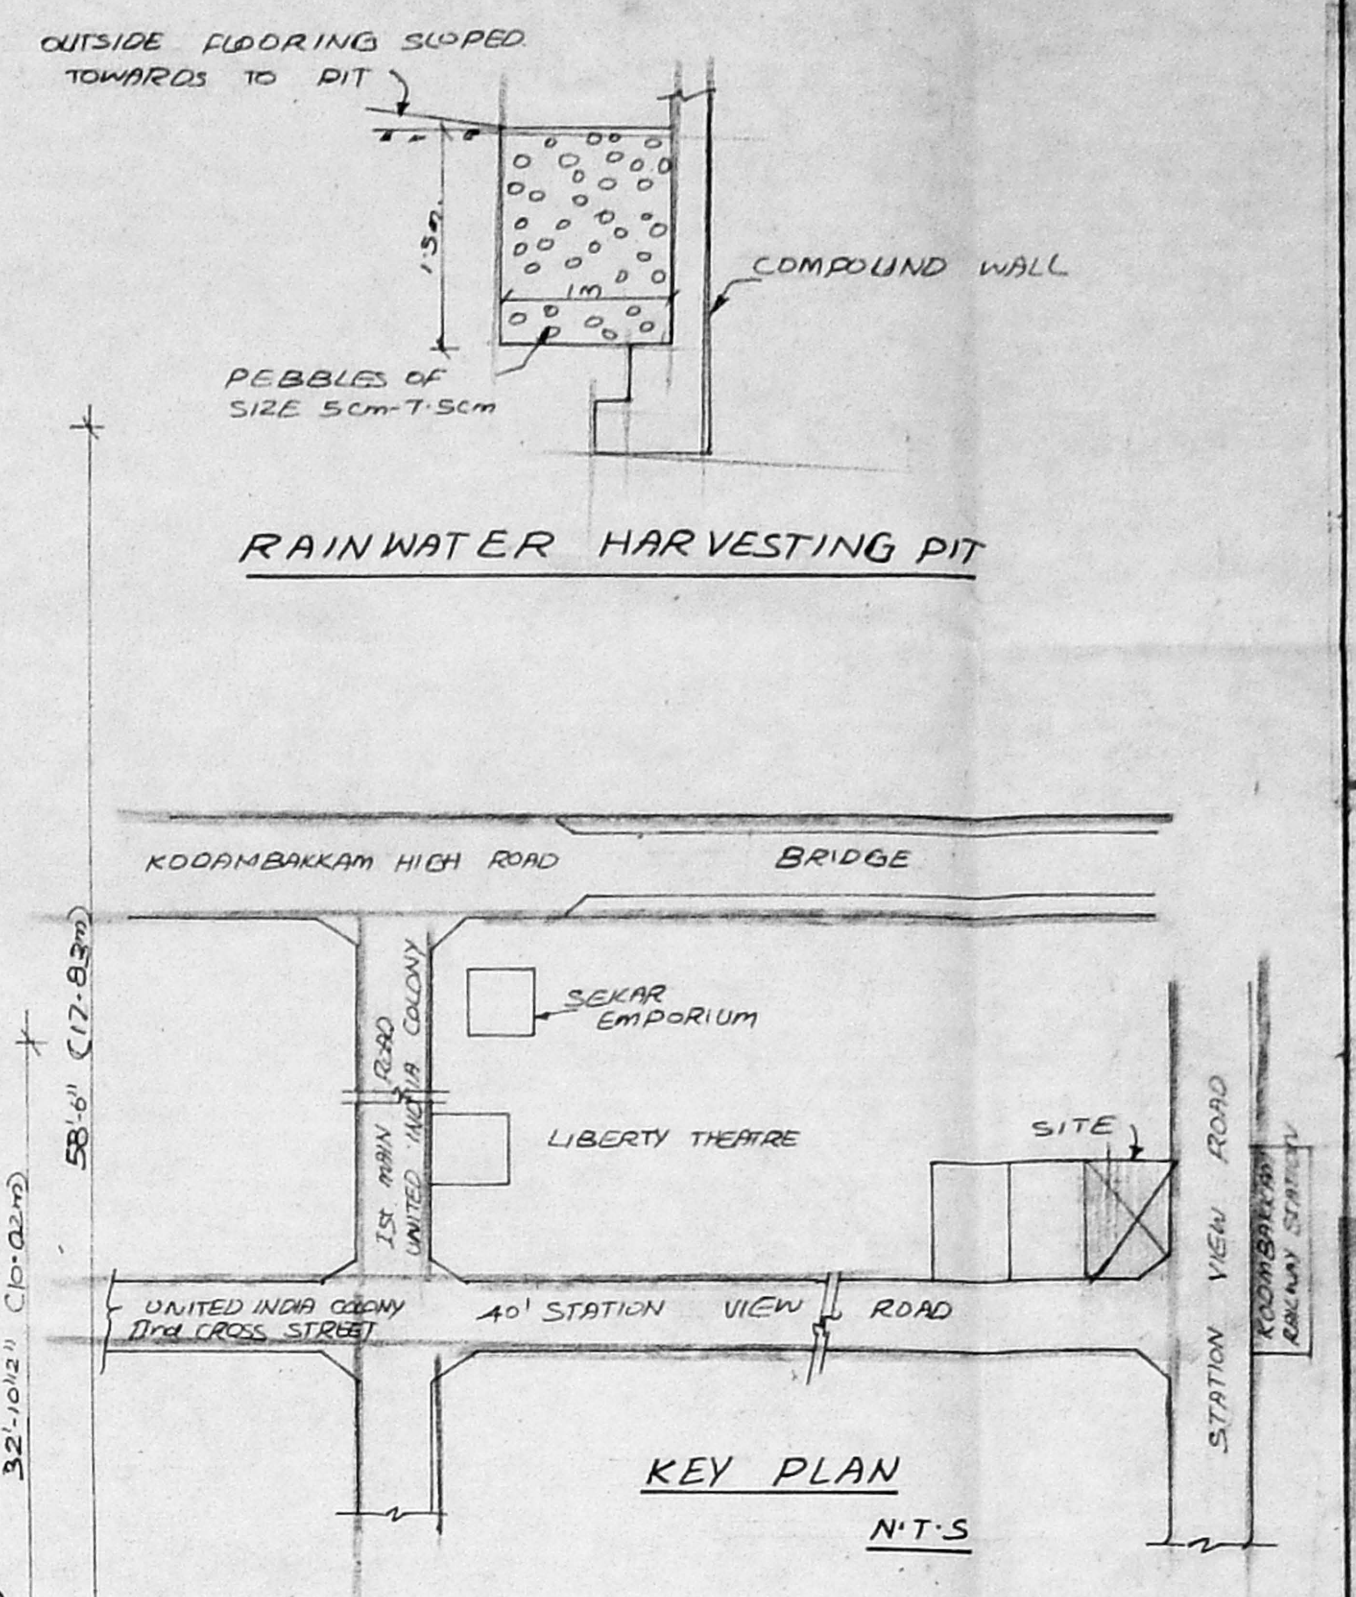 OUTSIDE FLOORING SLOPED
TOWARDS TO PIT
1.5m.
1m
COMPOUND WALL
PEBBLES OF
SIZE 5cm-7.5cm
RAINWATER HARVESTING PIT
KODAMBAKKAM HIGH ROAD
BRIDGE
58'-6" (17.83m)
32'-10½" (10.02m)
1st MAIN ROAD
UNITED INDIA COLONY
SEKAR
EMPORIUM
LIBERTY THEATRE
SITE
STATION VIEW ROAD
KODMBAKKAM
RAILWAY STATION
UNITED INDIA COLONY
IInd CROSS STREET
40' STATION VIEW ROAD
KEY PLAN
N.T.S